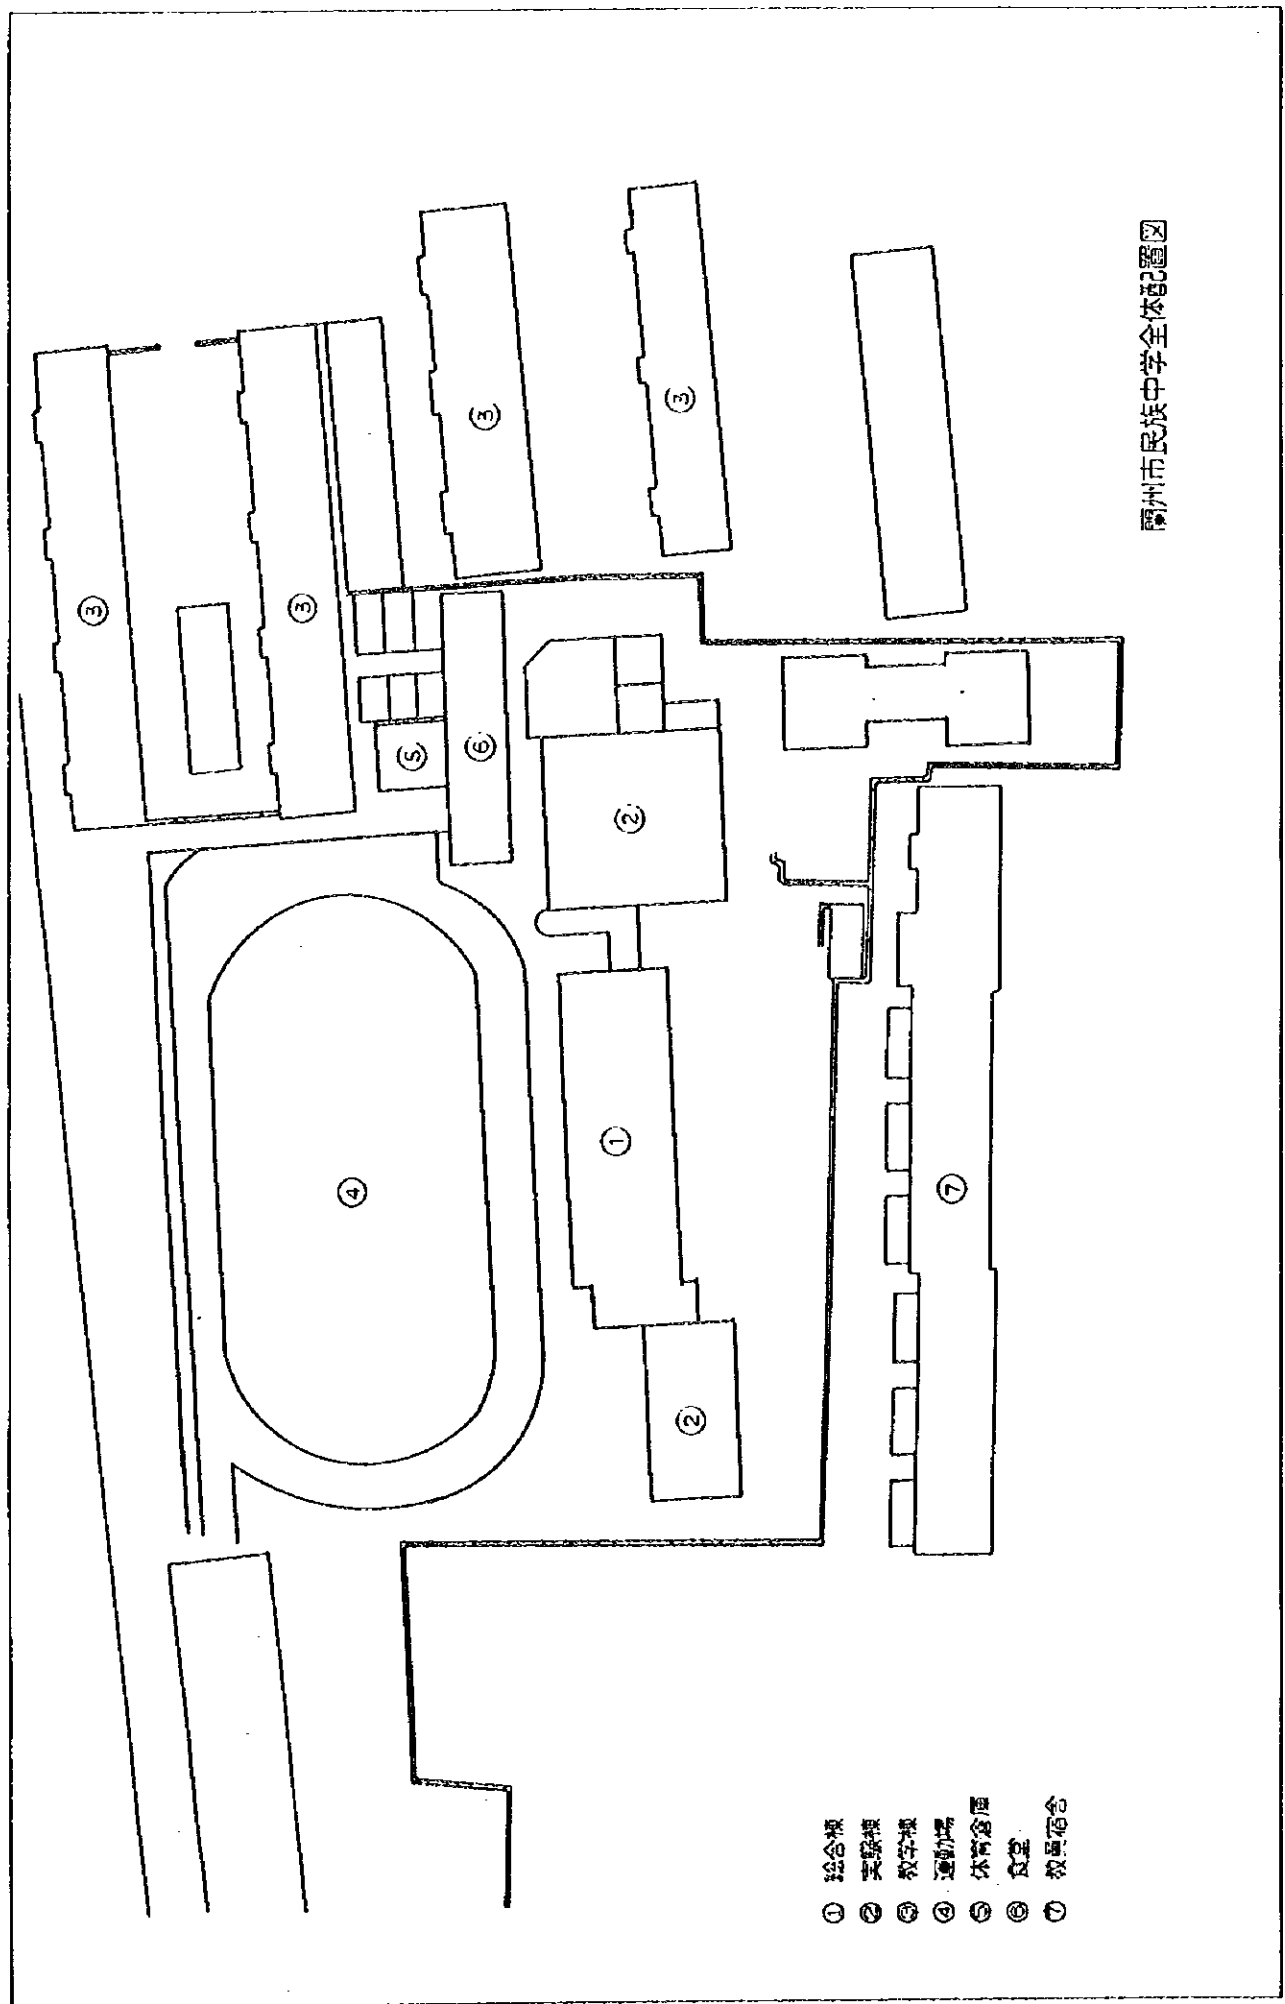 蘭州市民族中学全体配置図
③
③
③
③
⑤
⑥
②
④
①
②
⑦
① 総合棟
② 実験棟
③ 教学棟
④ 運動場
⑤ 体育倉庫
⑥ 食堂
⑦ 教員宿舎